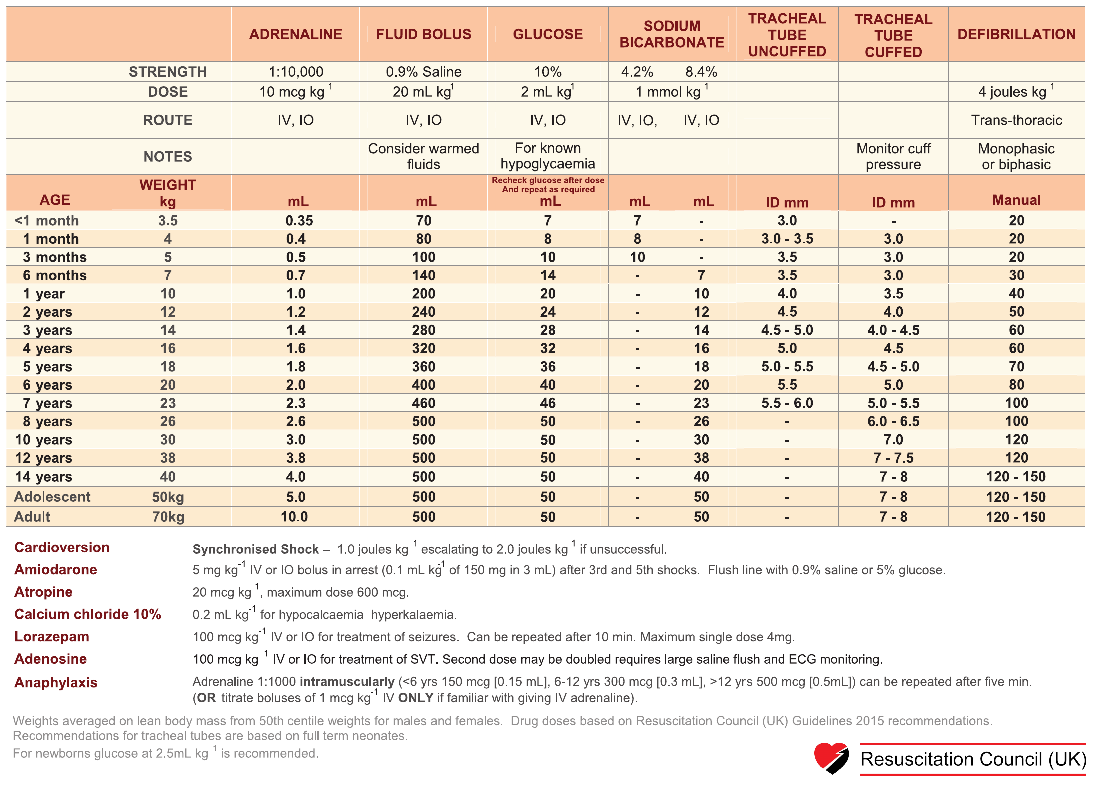 ADRENALINE FLUID BOLUS GLUCOSE SODIUM BICARBONATE TRACHEAL TUBE UNCUFFED TRACHEAL TUBE CUFFED DEFIBRILLATION
STRENGTH 1:10,000 0.9% Saline 10% 4.2% 8.4%
DOSE 10 mcg kg 1 20 mL kg1 2 mL kg1 1 mmol kg 1 4 joules kg 1
ROUTE IV, IO IV, IO IV, IO IV, IO, IV, IO Trans-thoracic
NOTES Consider warmed fluids For known hypoglycaemia Monitor cuff pressure Monophasic or biphasic
AGE WEIGHT kg mL mL Recheck glucose after dose And repeat as required mL mL mL ID mm ID mm Manual
<1 month 3.5 0.35 70 7 7 - 3.0 - 20
1 month 4 0.4 80 8 8 - 3.0 - 3.5 3.0 20
3 months 5 0.5 100 10 10 - 3.5 3.0 20
6 months 7 0.7 140 14 - 7 3.5 3.0 30
1 year 10 1.0 200 20 - 10 4.0 3.5 40
2 years 12 1.2 240 24 - 12 4.5 4.0 50
3 years 14 1.4 280 28 - 14 4.5 - 5.0 4.0 - 4.5 60
4 years 16 1.6 320 32 - 16 5.0 4.5 60
5 years 18 1.8 360 36 - 18 5.0 - 5.5 4.5 - 5.0 70
6 years 20 2.0 400 40 - 20 5.5 5.0 80
7 years 23 2.3 460 46 - 23 5.5 - 6.0 5.0 - 5.5 100
8 years 26 2.6 500 50 - 26 - 6.0 - 6.5 100
10 years 30 3.0 500 50 - 30 - 7.0 120
12 years 38 3.8 500 50 - 38 - 7 - 7.5 120
14 years 40 4.0 500 50 - 40 - 7 - 8 120 - 150
Adolescent 50kg 5.0 500 50 - 50 - 7 - 8 120 - 150
Adult 70kg 10.0 500 50 - 50 - 7 - 8 120 - 150
Cardioversion Synchronised Shock – 1.0 joules kg 1 escalating to 2.0 joules kg 1 if unsuccessful.
Amiodarone 5 mg kg-1 IV or IO bolus in arrest (0.1 mL kg-1 of 150 mg in 3 mL) after 3rd and 5th shocks. Flush line with 0.9% saline or 5% glucose.
Atropine 20 mcg kg 1, maximum dose 600 mcg.
Calcium chloride 10% 0.2 mL kg-1 for hypocalcaemia hyperkalaemia.
Lorazepam 100 mcg kg-1 IV or IO for treatment of seizures. Can be repeated after 10 min. Maximum single dose 4mg.
Adenosine 100 mcg kg 1 IV or IO for treatment of SVT. Second dose may be doubled requires large saline flush and ECG monitoring.
Anaphylaxis Adrenaline 1:1000 intramuscularly (<6 yrs 150 mcg [0.15 mL], 6-12 yrs 300 mcg [0.3 mL], >12 yrs 500 mcg [0.5mL]) can be repeated after five min.
(OR titrate boluses of 1 mcg kg-1 IV ONLY if familiar with giving IV adrenaline).
Weights averaged on lean body mass from 50th centile weights for males and females. Drug doses based on Resuscitation Council (UK) Guidelines 2015 recommendations.
Recommendations for tracheal tubes are based on full term neonates.
For newborns glucose at 2.5mL kg 1 is recommended.
Resuscitation Council (UK)